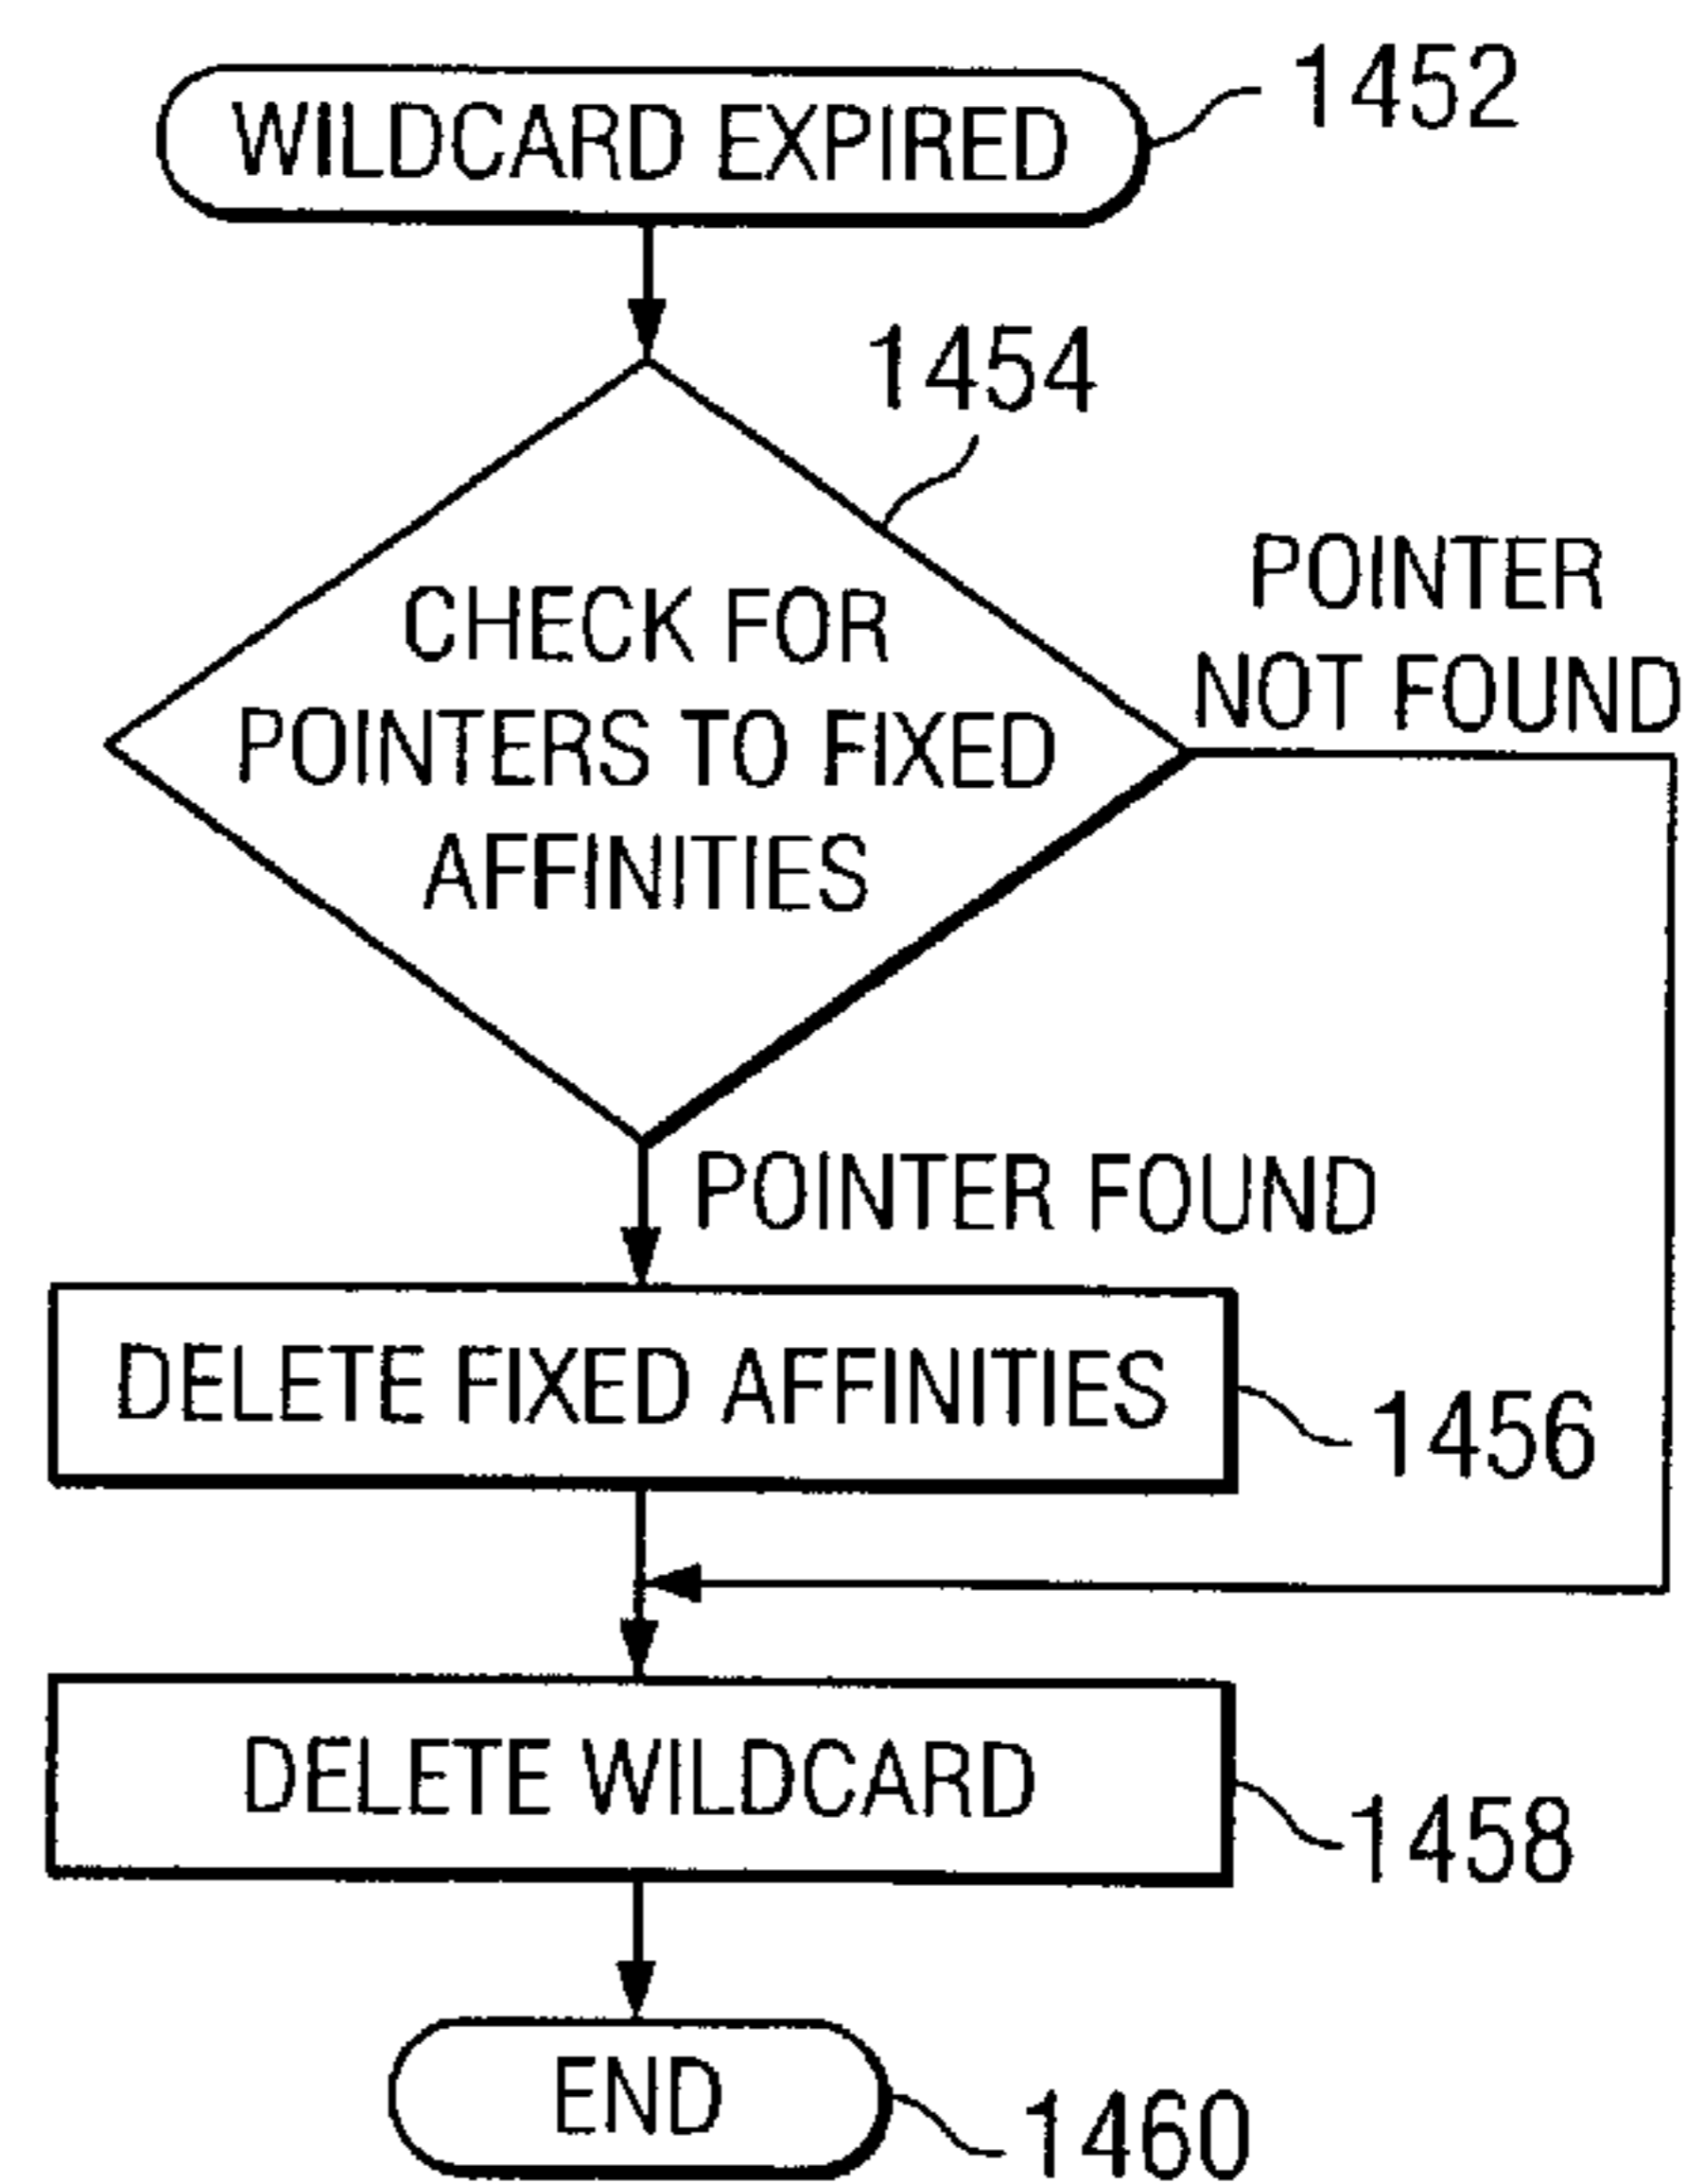 WILDCARD EXPIRED
1452
1454
CHECK FOR
POINTERS TO FIXED
AFFINITIES
POINTER
NOT FOUND
POINTER FOUND
DELETE FIXED AFFINITIES
1456
DELETE WILDCARD
1458
END
1460